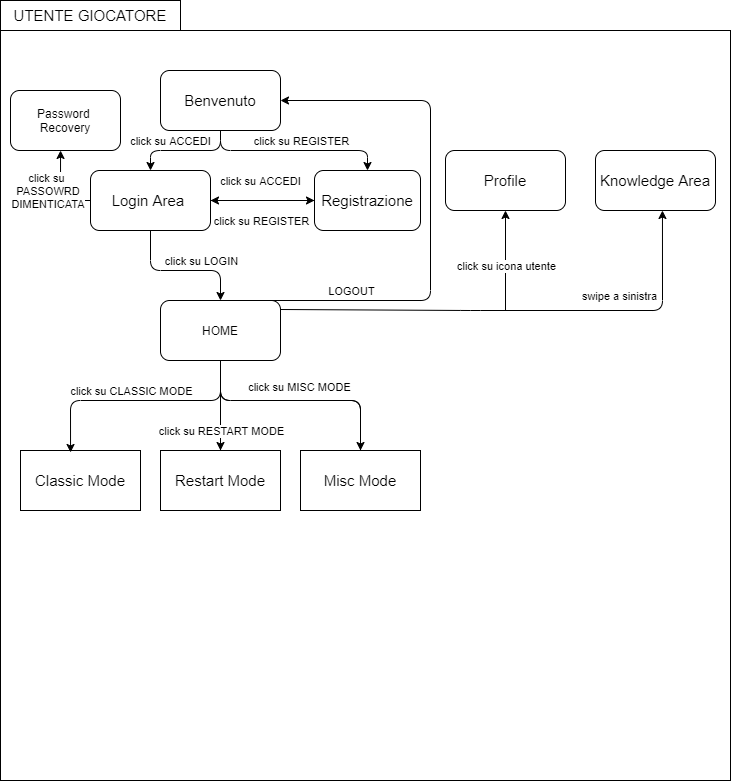 UTENTE GIOCATORE
Benvenuto
Password
Recovery
click su ACCEDI
click su REGISTER
click su
PASSOWRD
DIMENTICATA
Login Area
click su ACCEDI
click su REGISTER
Registrazione
Profile
Knowledge Area
click su LOGIN
click su icona utente
LOGOUT
swipe a sinistra
HOME
click su CLASSIC MODE
click su MISC MODE
click su RESTART MODE
Classic Mode
Restart Mode
Misc Mode